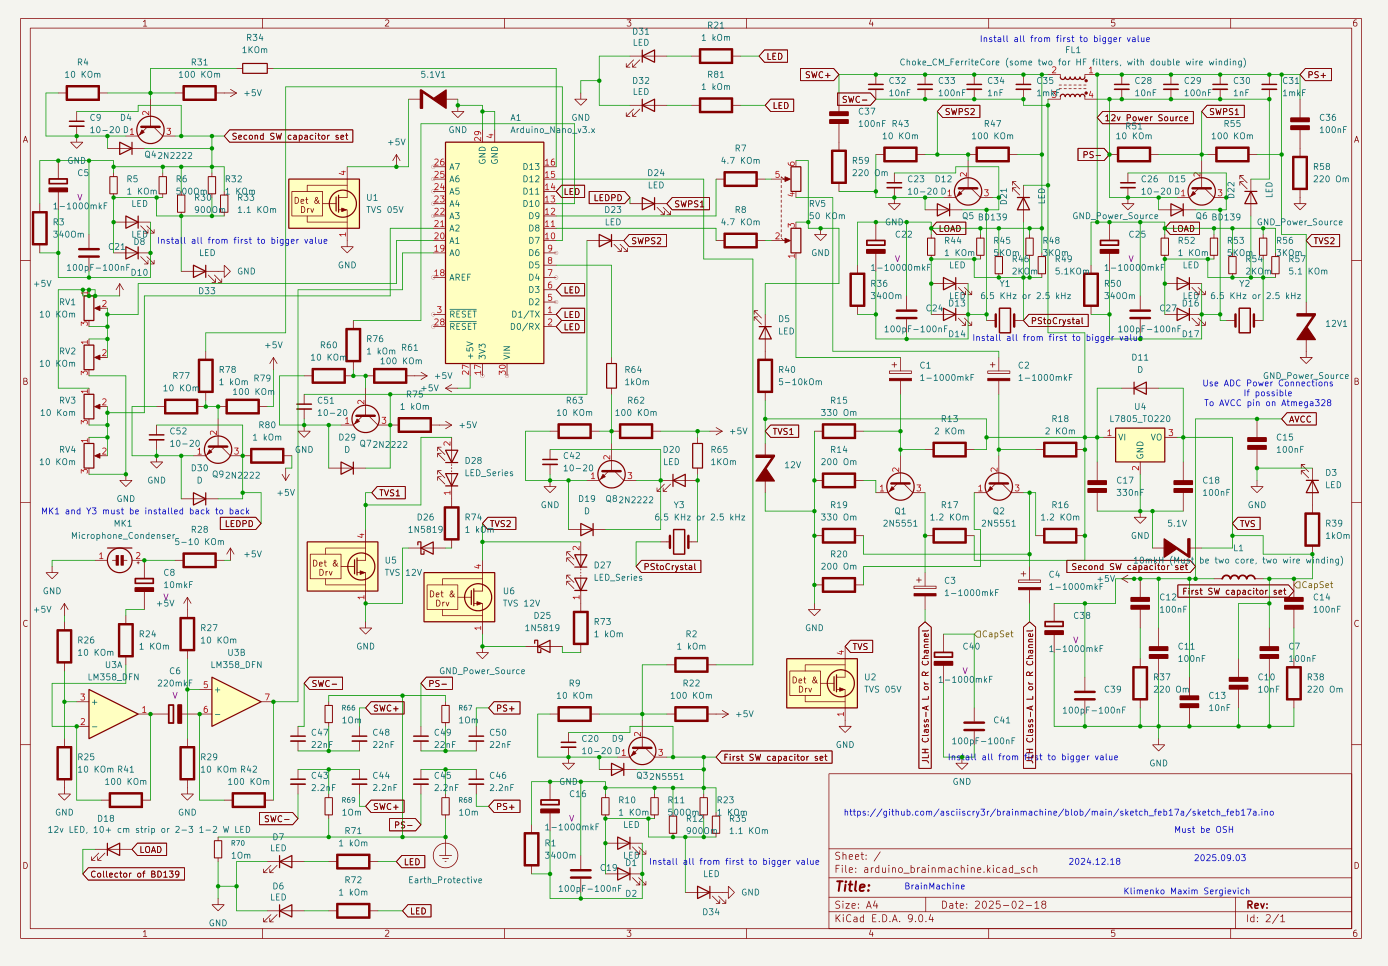 Install all from first to bigger value
FL1
Choke_CM_FerriteCore (some two for HF filters, with double wire winding)
R4
10 KOm
R31
100 KOm
R34
1KOm
+5V
C9
10-20
D4
Q4
2N2222
Second SW capacitor set
GND
C1
V
1-1000mkF
R3
340Om
R5
1 KOm
R6
500Om
R32
1 KOm
R30
900Om
R33
1.1 KOm
LED
D8
C21
D10
100pF-100nF
Install all from first to bigger value
D33
LED
GND
5.1V1
GND
+5V
Det &
Drv
U1
TVS 05V
GND
A1
Arduino_Nano_v3.x
A7
A6
A5
A4
A3
A2
A1
A0
AREF
RESET
RESET
D13
D12
D11
D10
D9
D8
D7
D6
D5
D4
D3
D2
D1/TX
D0/RX
GND
GND
+5V
3V3
VIN
LED
LED
LED
LED
D31
LED
D32
LED
R21
1 kOm
LED
R81
1 kOm
LED
GND
D24
LED
LEDPD
SWPS1
D23
LED
SWPS2
R7
4.7 KOm
R8
4.7 KOm
RV5
50 KOm
GND
SWC+
SWC-
C32
10nF
C33
100nF
C34
1nF
C35
1mkF
C28
10nF
C29
100nF
C30
1nF
C31
1mkF
PS+
C37
100nF
C36
100nF
SWPS2
SWPS1
12v Power Source
R43
10 KOm
R47
100 KOm
R51
10 KOm
R55
100 KOm
PS-
R59
220 Om
R58
220 Om
C23
10-20
D12
Q5
BD139
D21
LED
C26
10-20
D15
Q6
BD139
D22
LED
GND_Power_Source
GND_Power_Source
TVS2
LOAD
LOAD
C22
V
1-10000mkF
R36
340Om
R44
1 KOm
R45
500Om
R46
2KOm
R48
3 KOm
R49
5.1KOm
C24
LED
D13
D14
100pF-100nF
Y1
6.5 KHz or 2.5 kHz
PStoCrystal
C25
V
1-10000mkF
R50
340Om
R52
1 KOm
R53
500Om
R54
2 KOm
R56
3KOm
R57
5.1 KOm
C27
LED
D16
D17
100pF-100nF
Y2
6.5 KHz or 2.5 kHz
Install all from first to bigger value
12V1
GND_Power_Source
Use ADC Power Connections
If possible
To AVCC pin on Atmega328
AVCC
RV1
10 KOm
RV2
10 KOm
RV3
10 Kom
RV4
10 KOm
GND
R77
10 KOm
R78
1 kOm
R79
100 KOm
+5V
C52
10-20
D30
LED
Q9
2N2222
R80
1 kOm
+5V
GND
LEDPD
R60
10 KOm
R76
1 kOm
R61
100 KOm
+5V
+5V
C51
10-20
D29
LED
Q7
2N2222
R75
1 kOm
+5V
GND
D28
LED_Series
TVS1
D26
1N5819
R74
1 kOm
TVS2
U5
TVS 12V
Det &
Drv
GND
U6
TVS 12V
Det &
Drv
D27
LED_Series
D25
1N5819
R73
1 kOm
GND
GND_Power_Source
R64
1kOm
R63
10 KOm
R62
100 KOm
+5V
C42
10-20
D19
LED
Q8
2N2222
D20
LED
R65
1KOm
GND
Y3
6.5 KHz or 2.5 kHz
PStoCrystal
D5
LED
R40
5-10kOm
TVS1
12V
C1
1-1000mkF
C2
1-1000mkF
R15
330 Om
R14
200 Om
R19
330 Om
R20
200 Om
R13
2 KOm
R18
2 KOm
Q1
2N5551
Q2
2N5551
R17
1.2 KOm
R16
1.2 KOm
C3
1-1000mkF
C4
1-1000mkF
GND
JLH Class-A L or R Channel
JLH Class-A L or R Channel
D11
LED
U4
L7805_TO220
VI
VO
GND
C17
330nF
C18
100nF
GND
C15
100nF
GND
D3
LED
R39
1kOm
TVS
5.1V
L1
10mkH (Must be two core, two wire winding)
Second SW capacitor set
+5V
First SW capacitor set
CapSet
C12
100nF
C14
100nF
C38
V
1-1000mkF
C11
100nF
C7
100nF
R37
220 Om
C13
10nF
C10
10nF
R38
220 Om
C39
100pF-100nF
GND
CapSet
C40
V
1-1000mkF
C41
100pF-100nF
GND
Install all from first to bigger value
TVS
U2
TVS 05V
Det &
Drv
GND
MK1 and Y3 must be installed back to back
MK1
Microphone_Condenser
R28
5-10 KOm
+5V
GND
C8
10mkF
V
+5V
+5V
R26
10 KOm
R24
1 KOm
R27
10 KOm
U3A
LM358_DFN
U3B
LM358_DFN
C6
220mkF
V
R25
10 KOm
R41
100 KOm
R29
10 KOm
R42
100 KOm
GND
GND
D18
12v LED, 10+ cm strip or 2-3 1-2 W LED
LOAD
Collector of BD139
SWC-
R66
10m
SWC+
C47
22nF
C48
22nF
PS-
R67
10m
PS+
C49
22nF
C50
22nF
C43
2.2nF
C44
2.2nF
R69
10m
SWC+
SWC-
C45
2.2nF
C46
2.2nF
R68
10m
PS+
PS-
Earth_Protective
R70
10m
D7
LED
R71
1 kOm
LED
D6
LED
R72
1 kOm
LED
GND
R2
1 kOm
R9
10 KOm
R22
100 KOm
+5V
C20
10-20
D9
Q3
2N5551
First SW capacitor set
GND
C16
V
1-1000mkF
R1
340Om
R10
1 KOm
R11
500Om
R12
900Om
R23
1 KOm
R35
1.1 KOm
C19
LED
D1
D2
100pF-100nF
Install all from first to bigger value
LED
D34
GND
https://github.com/asciiscry3r/brainmachine/blob/main/sketch_feb17a/sketch_feb17a.ino
Must be OSH
Sheet: /
File: arduino_brainmachine.kicad_sch
2024.12.18
2025.09.03
Title:
BrainMachine
Klimenko Maxim Sergievich
Size: A4
Date: 2025-02-18
Rev:
KiCad E.D.A. 9.0.4
Id: 2/1